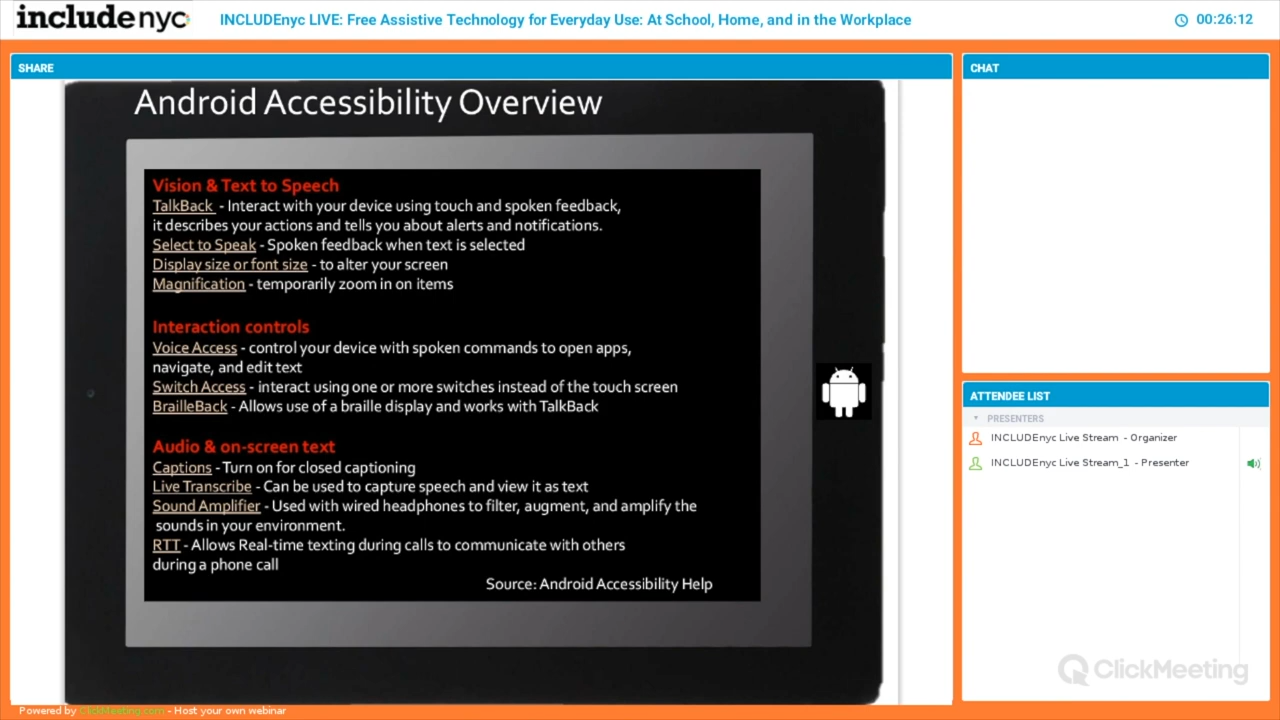 includenyc
INCLUDEnyc LIVE: Free Assistive Technology for Everyday Use: At School, Home, and in the Workplace
00:26:12
SHARE
Android Accessibility Overview
Vision & Text to Speech
TalkBack - Interact with your device using touch and spoken feedback,
it describes your actions and tells you about alerts and notifications.
Select to Speak - Spoken feedback when text is selected
Display size or font size - to alter your screen
Magnification - temporarily zoom in on items
Interaction controls
Voice Access - control your device with spoken commands to open apps,
navigate, and edit text
Switch Access - interact using one or more switches instead of the touch screen
BrailleBack - Allows use of a braille display and works with TalkBack
Audio & on-screen text
Captions - Turn on for closed captioning
Live Transcribe - Can be used to capture speech and view it as text
Sound Amplifier - Used with wired headphones to filter, augment, and amplify the
sounds in your environment.
RTT - Allows Real-time texting during calls to communicate with others
during a phone call
Source: Android Accessibility Help
CHAT
ATTENDEE LIST
PRESENTERS
INCLUDEnyc Live Stream - Organizer
INCLUDEnyc Live Stream_1 - Presenter
ClickMeeting
Powered by ClickMeeting.com - Host your own webinar